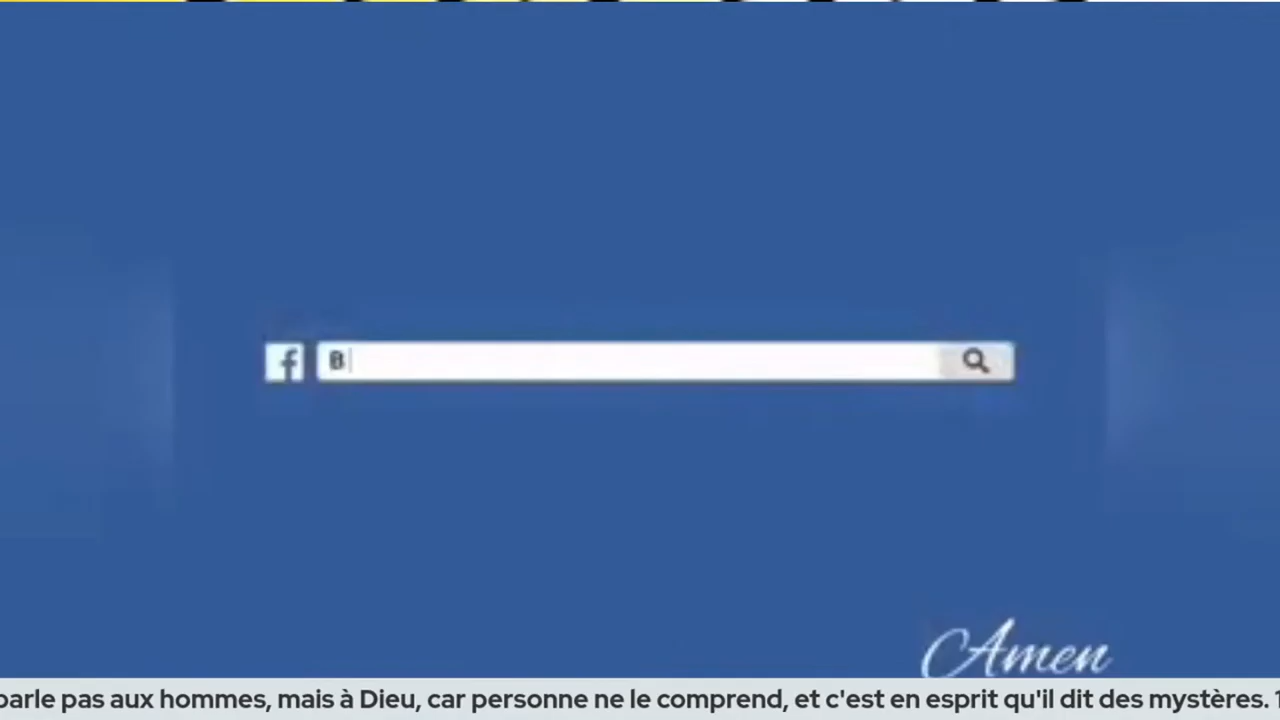 f
B
Amen
parle pas aux hommes, mais à Dieu, car personne ne le comprend, et c'est en esprit qu'il dit des mystères. 1